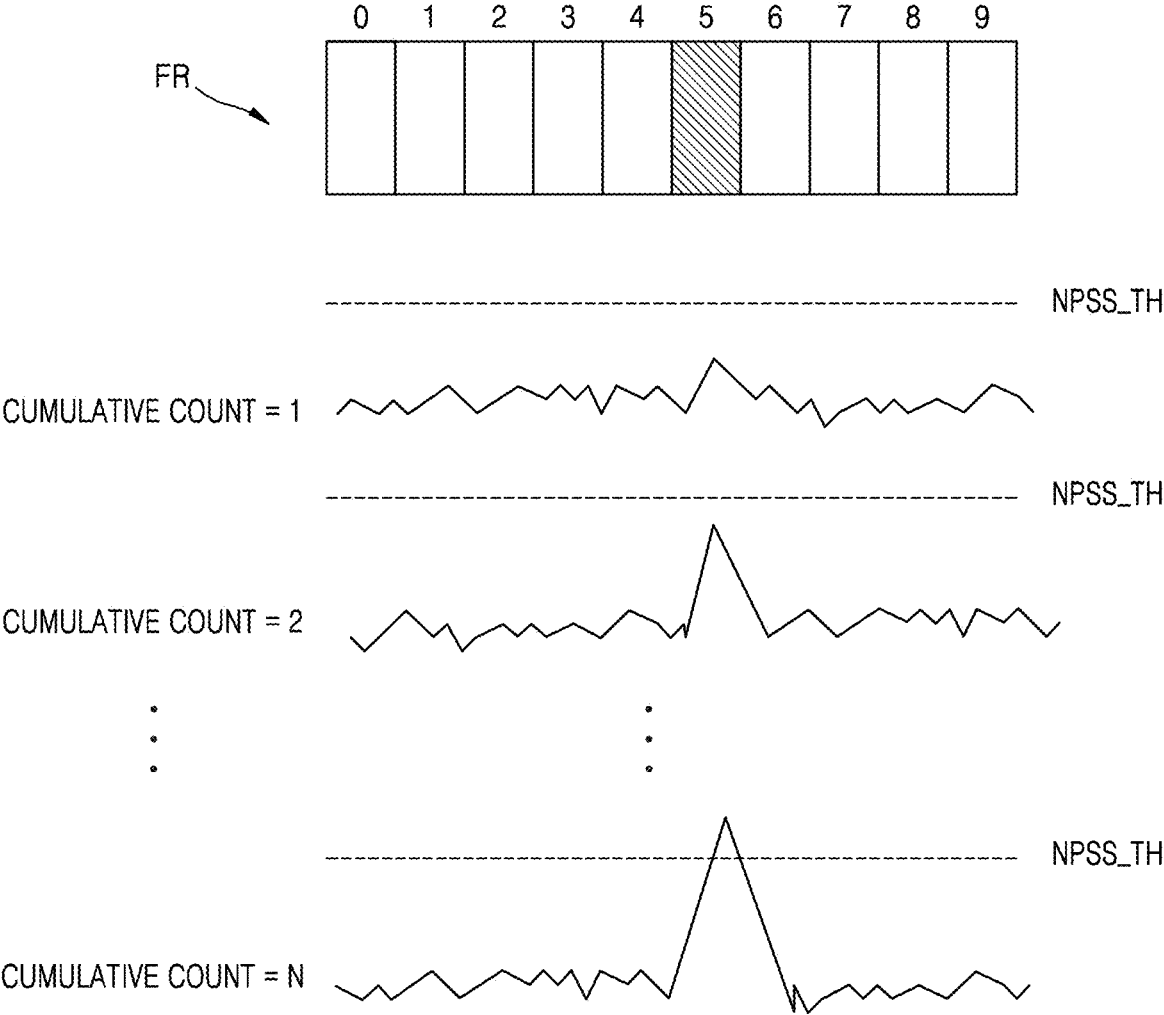 0 1 2 3 4 5 6 7 8 9
FR
NPSS_TH
CUMULATIVE COUNT = 1
NPSS_TH
CUMULATIVE COUNT = 2
NPSS_TH
CUMULATIVE COUNT = N